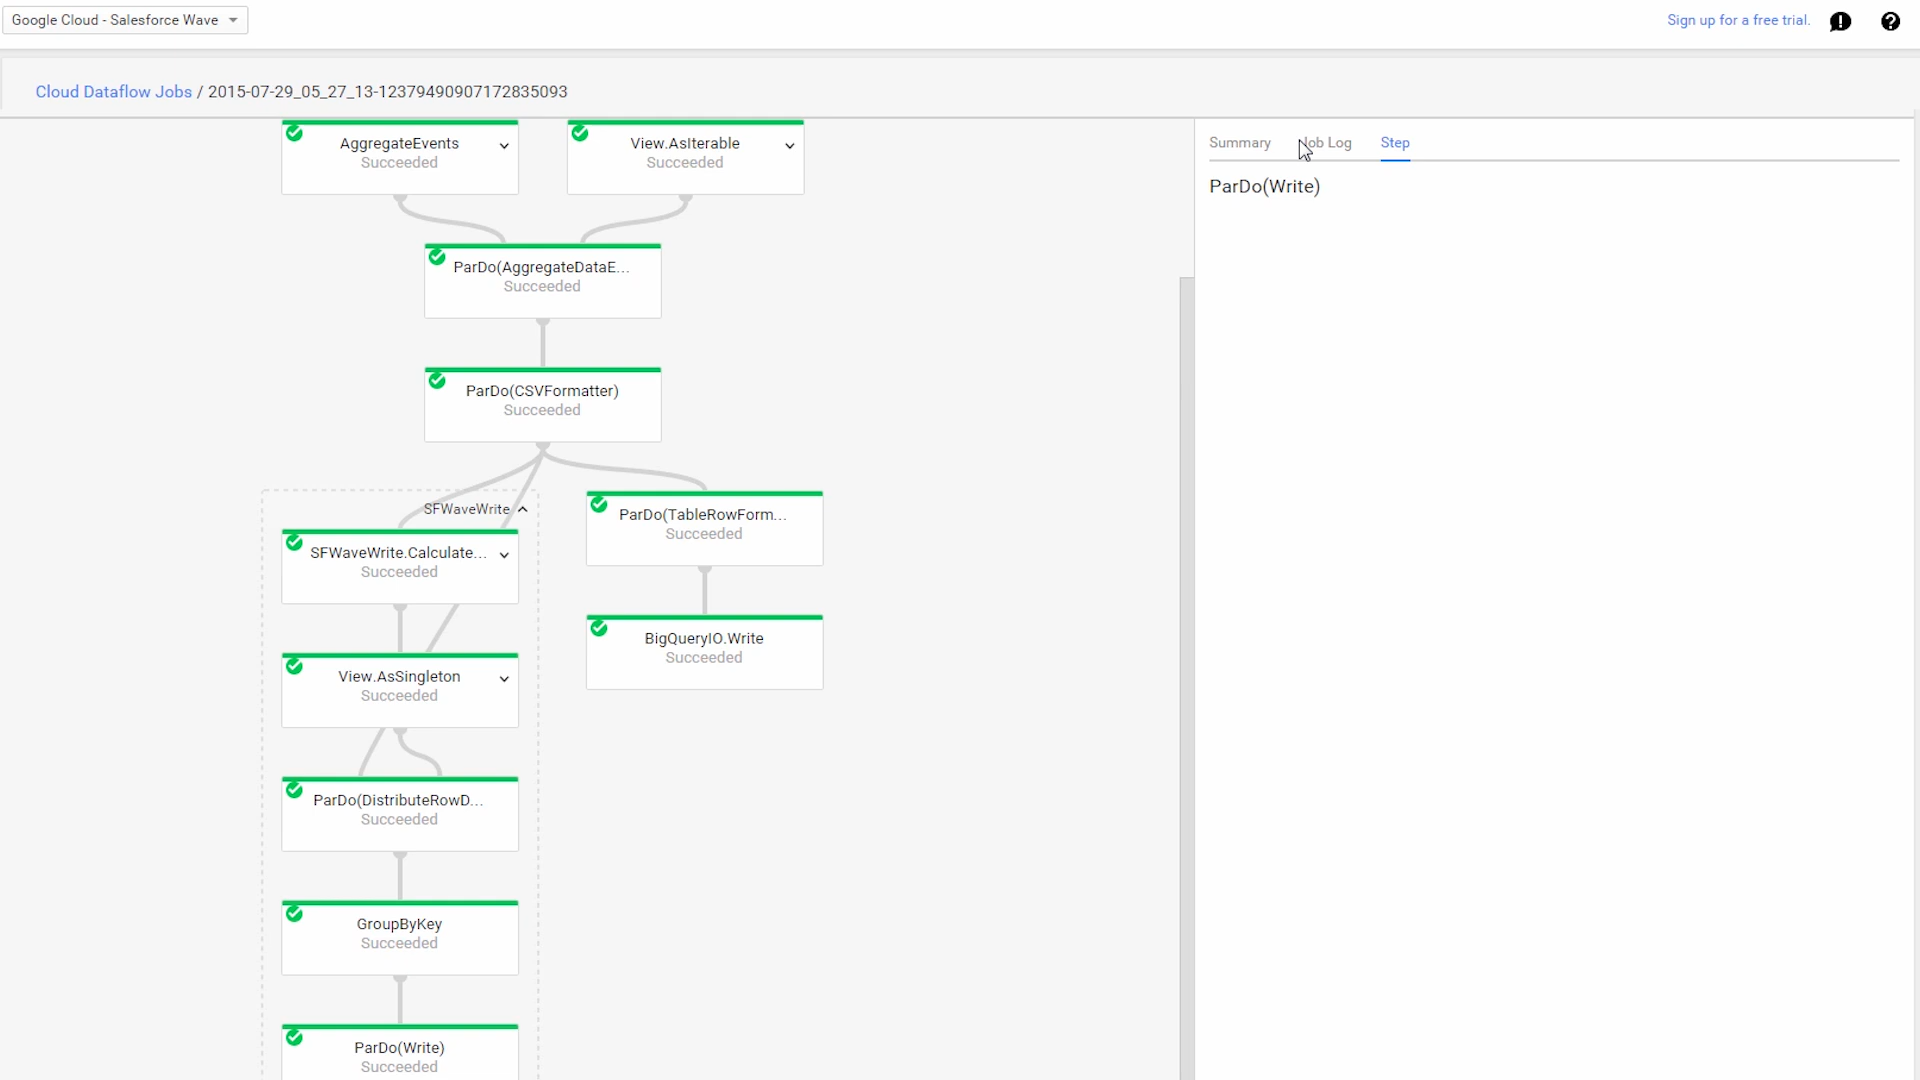 Google Cloud - Salesforce Wave
Sign up for a free trial.
Cloud Dataflow Jobs / 2015-07-29_05_27_13-12379490907172835093
AggregateEvents
Succeeded
View.AsIterable
Succeeded
ParDo(AggregateDataE...
Succeeded
ParDo(CSVFormatter)
Succeeded
SFWaveWrite
SFWaveWrite.Calculate...
Succeeded
ParDo(TableRowForm...
Succeeded
View.AsSingleton
Succeeded
BigQueryIO.Write
Succeeded
ParDo(DistributeRowD...
Succeeded
GroupByKey
Succeeded
ParDo(Write)
Succeeded
Summary
Job Log
Step
ParDo(Write)